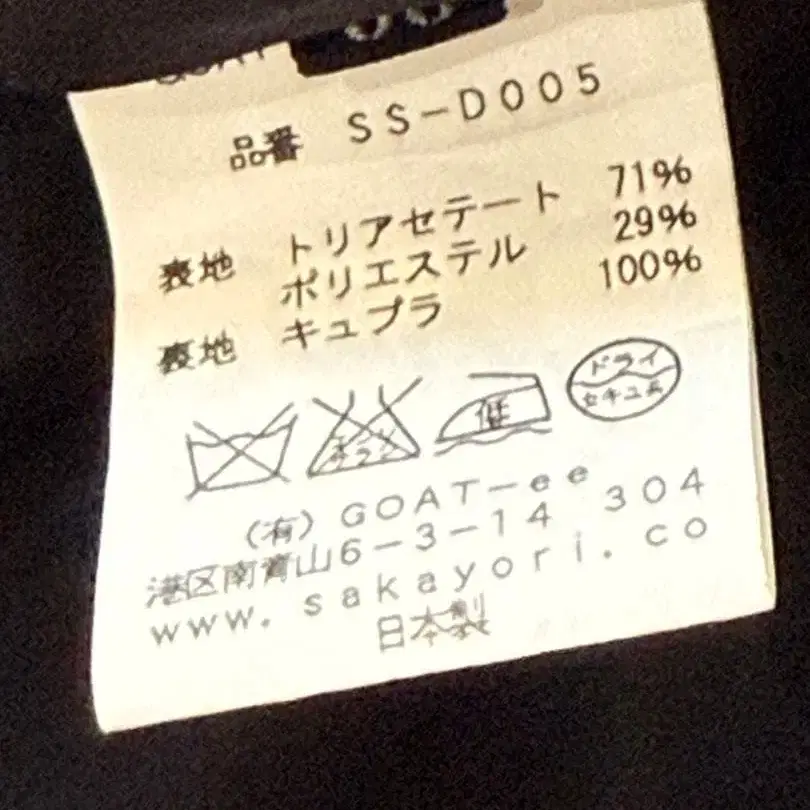 品番 SS-D005
表地 トリアセテート 71%
ポリエステル 29%
裏地 キュプラ 100%
低
ドライ
セキユ系
(有) GOAT-ee
港区南青山6-3-14 304
www.sakayori.co
日本製